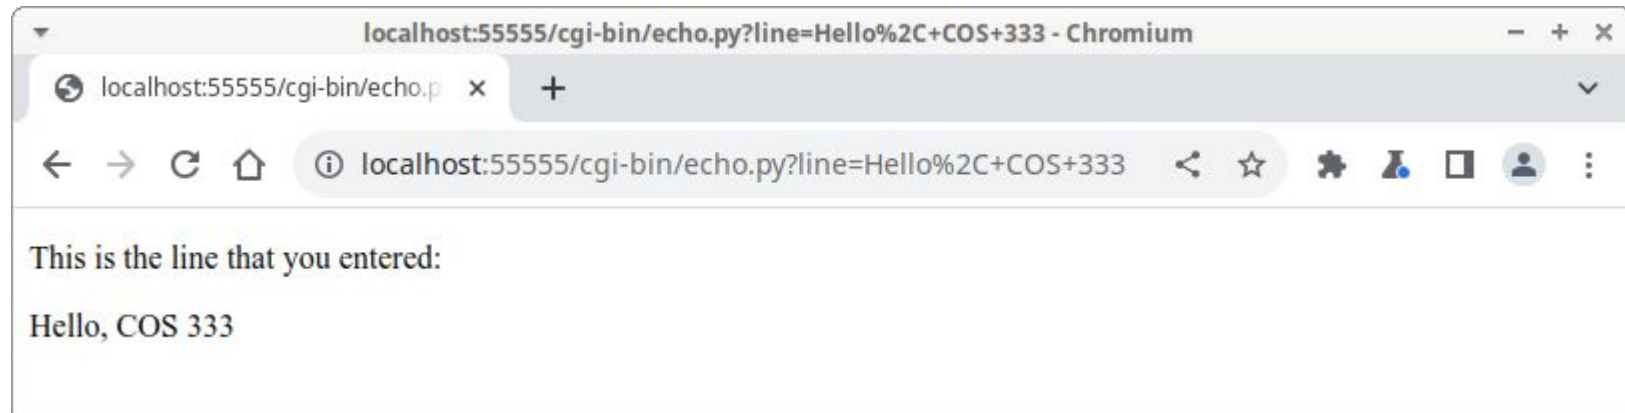 localhost:55555/cgi-bin/echo.py?line=Hello%2C+COS+333 - Chromium
localhost:55555/cgi-bin/echo.p
localhost:55555/cgi-bin/echo.py?line=Hello%2C+COS+333
This is the line that you entered:
Hello, COS 333